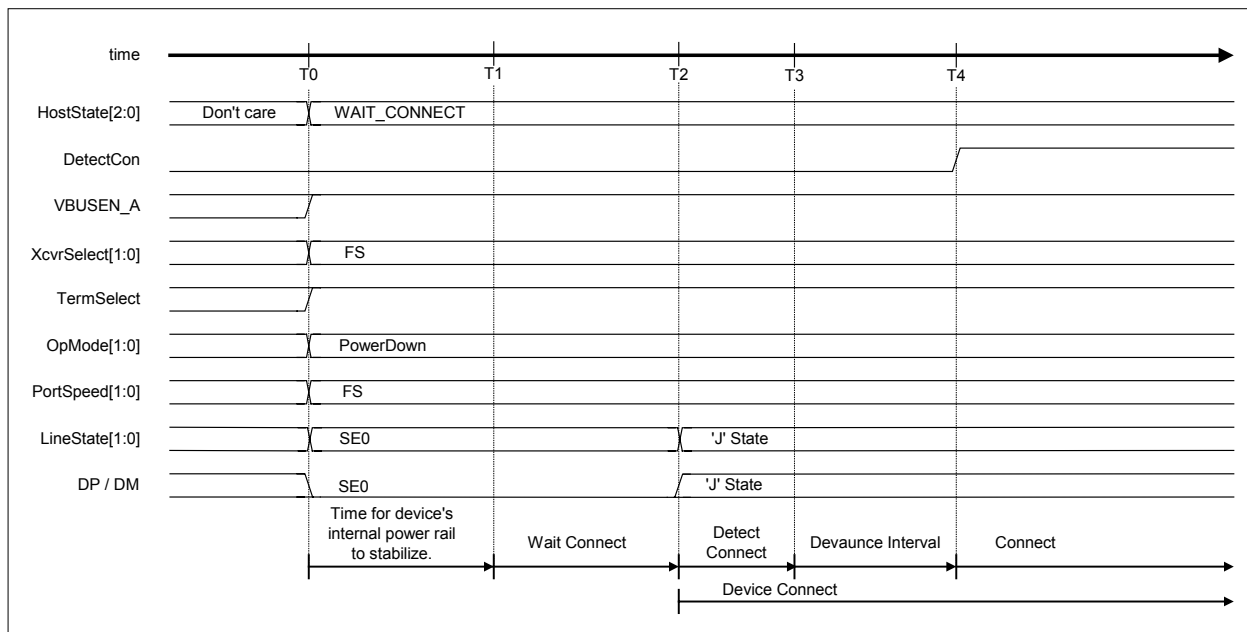 time
T0 T1 T2 T3 T4
HostState[2:0] Don't care WAIT_CONNECT
DetectCon
VBUSEN_A
XcvrSelect[1:0] FS
TermSelect
OpMode[1:0] PowerDown
PortSpeed[1:0] FS
LineState[1:0] SE0 'J' State
DP / DM SE0 'J' State
Time for device's
internal power rail
to stabilize.
Wait Connect
Detect
Connect
Devaunce Interval
Connect
Device Connect